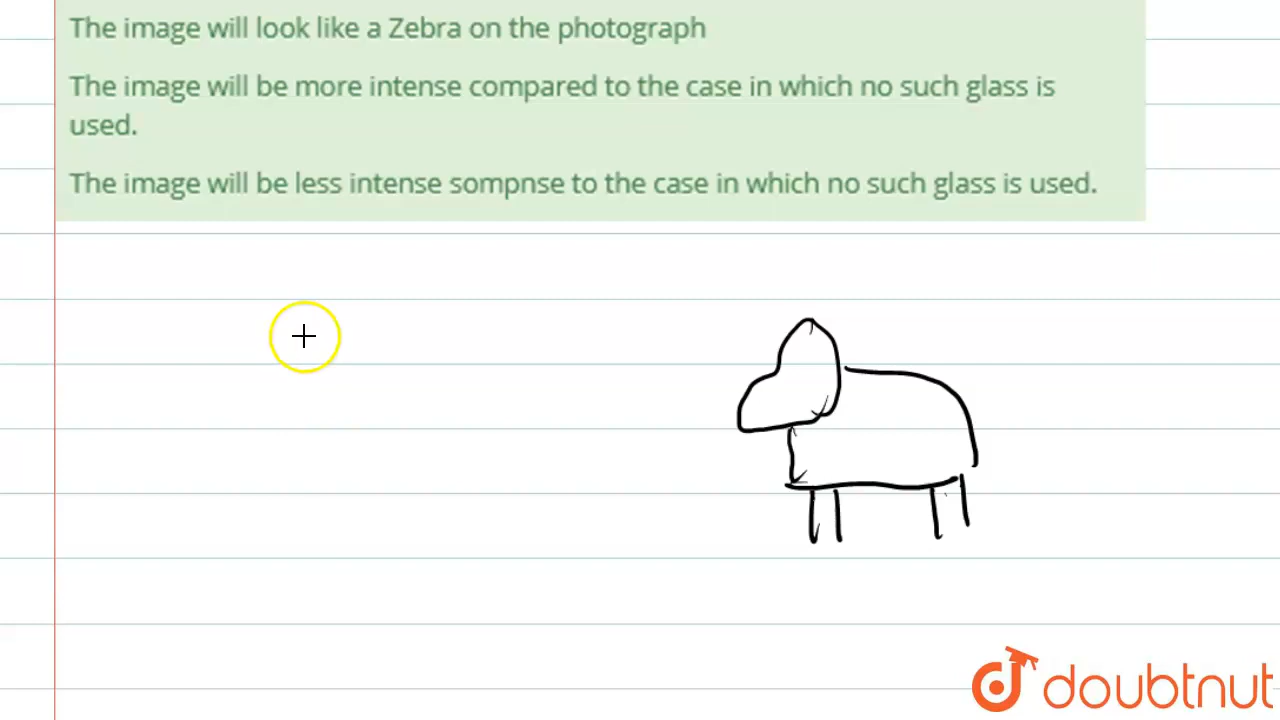 The image will look like a Zebra on the photograph
The image will be more intense compared to the case in which no such glass is
used.
The image will be less intense sompnse to the case in which no such glass is used.
doubtnut